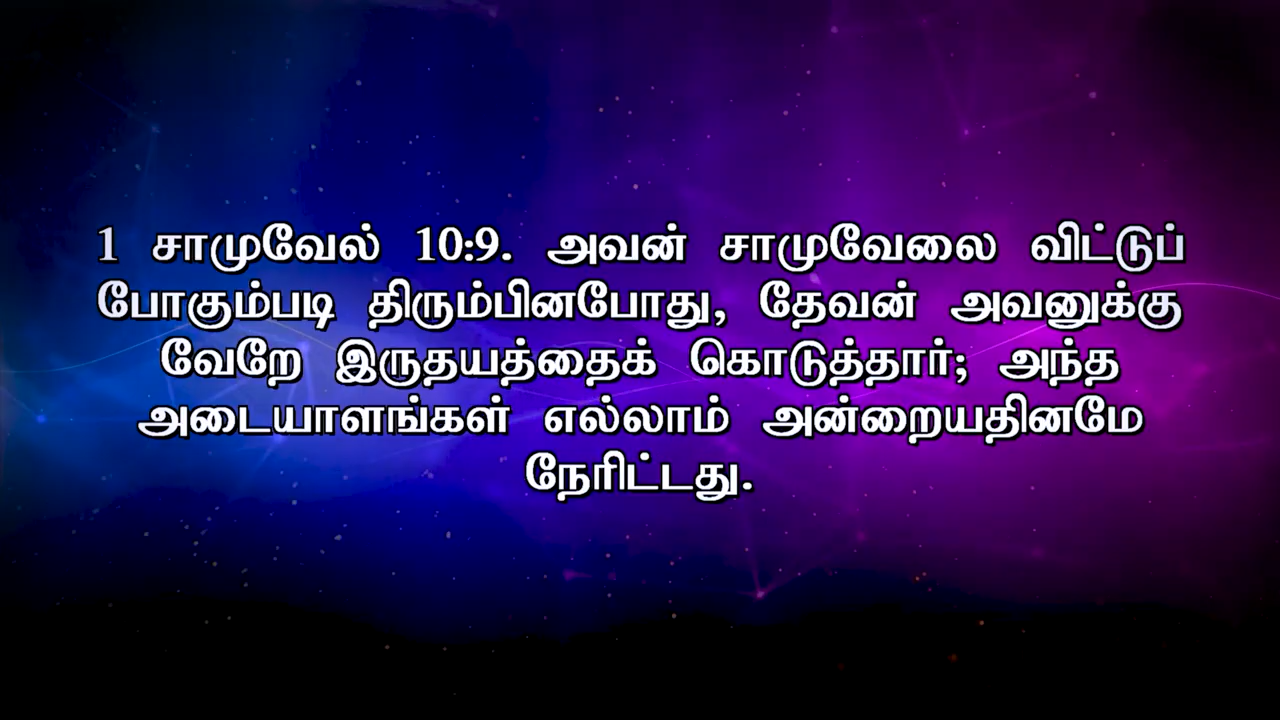 1 சாமுவேல் 10:9. அவன் சாமுவேலை விட்டுப்
போகும்படி திரும்பினபோது, தேவன் அவனுக்கு
வேறே இருதயத்தைக் கொடுத்தார்; அந்த
அடையாளங்கள் எல்லாம் அன்றையதினமே
நேரிட்டது.